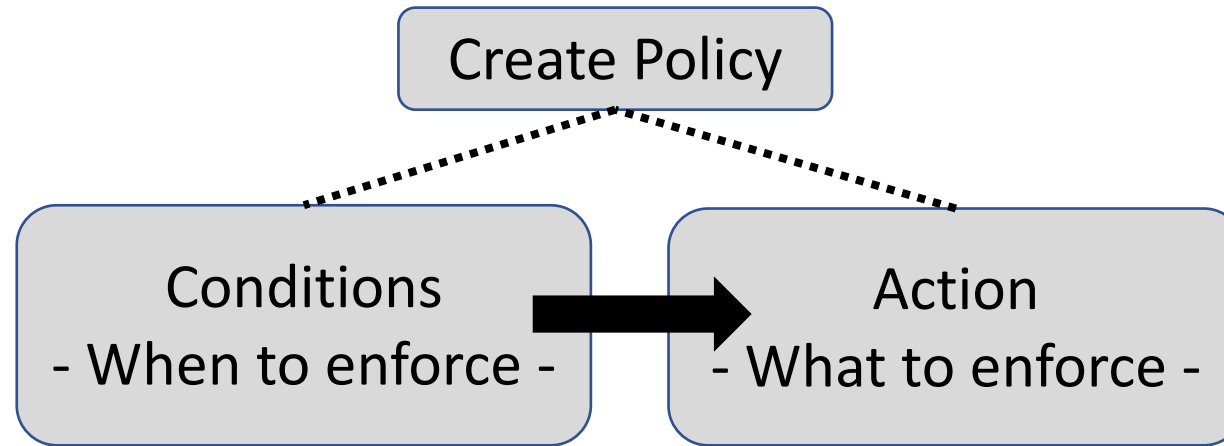 Create Policy
Conditions
- When to enforce -
Action
- What to enforce -